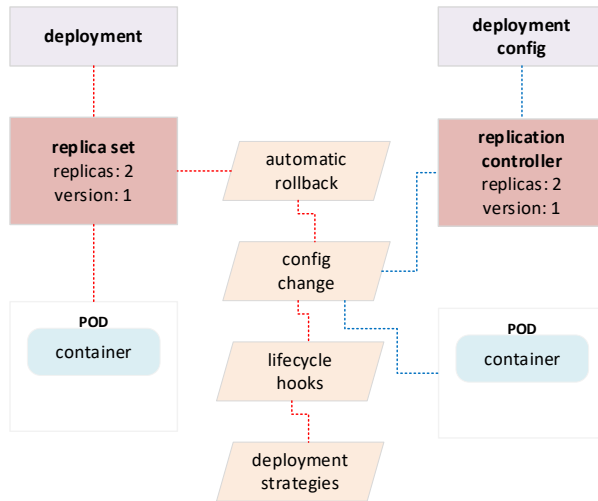 deployment
deployment
config
replica set
replicas: 2
version: 1
automatic
rollback
replication
controller
replicas: 2
version: 1
config
change
POD
container
POD
container
lifecycle
hooks
deployment
strategies